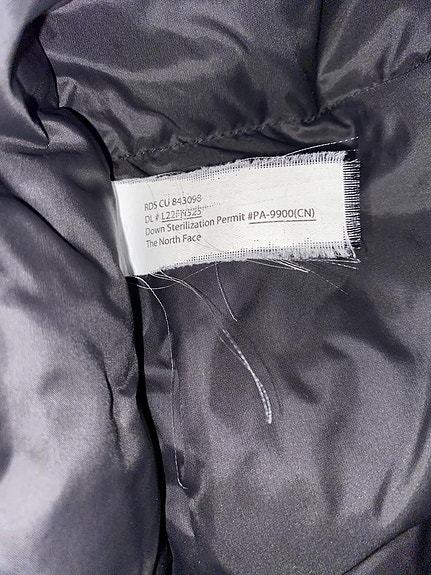 RDS CU 843098
DL # L22FN325
Down Sterilization Permit #PA-9900(CN)
The North Face